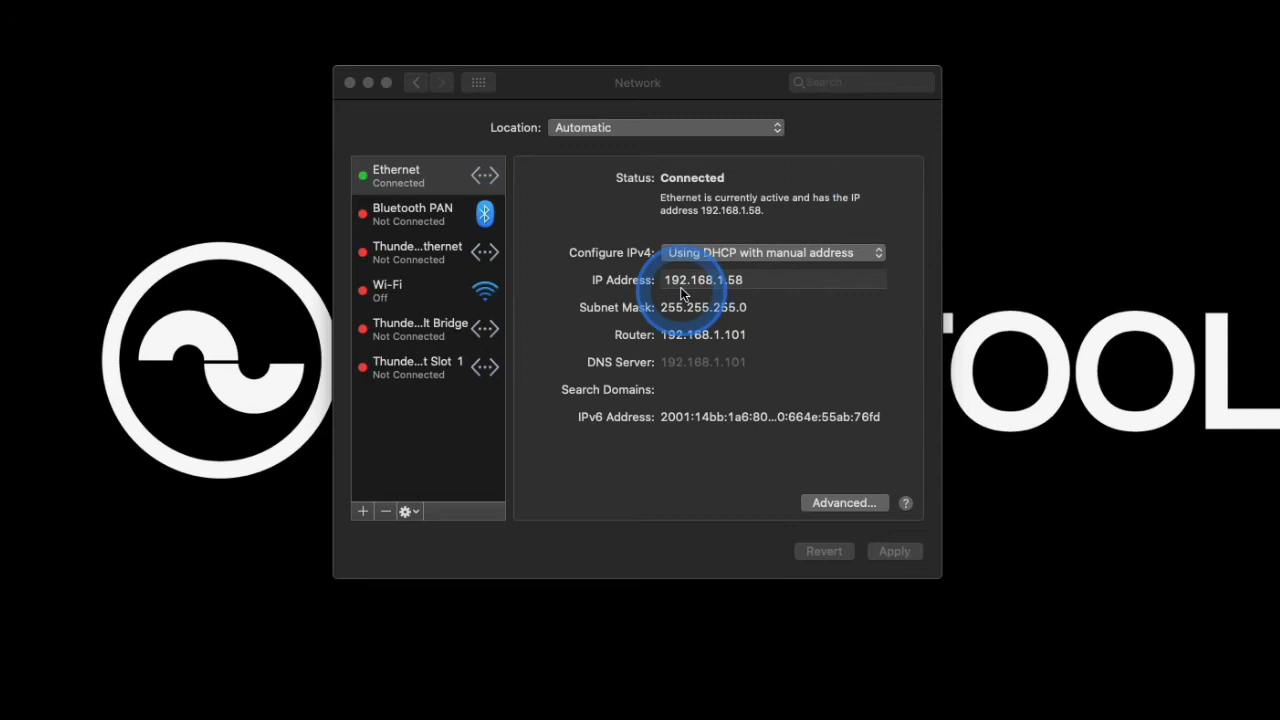 Network
Search
Location: Automatic
Ethernet
Connected
Bluetooth PAN
Not Connected
Thunde...thernet
Not Connected
Wi-Fi
Off
Thunde...lt Bridge
Not Connected
Thunde...t Slot 1
Not Connected
Status: Connected
Ethernet is currently active and has the IP
address 192.168.1.58.
Configure IPv4: Using DHCP with manual address
IP Address: 192.168.1.58
Subnet Mask: 255.255.255.0
Router: 192.168.1.101
DNS Server: 192.168.1.101
Search Domains:
IPv6 Address: 2001:14bb:1a6:80...0:664e:55ab:76fd
Advanced... ?
Revert Apply
TOOL